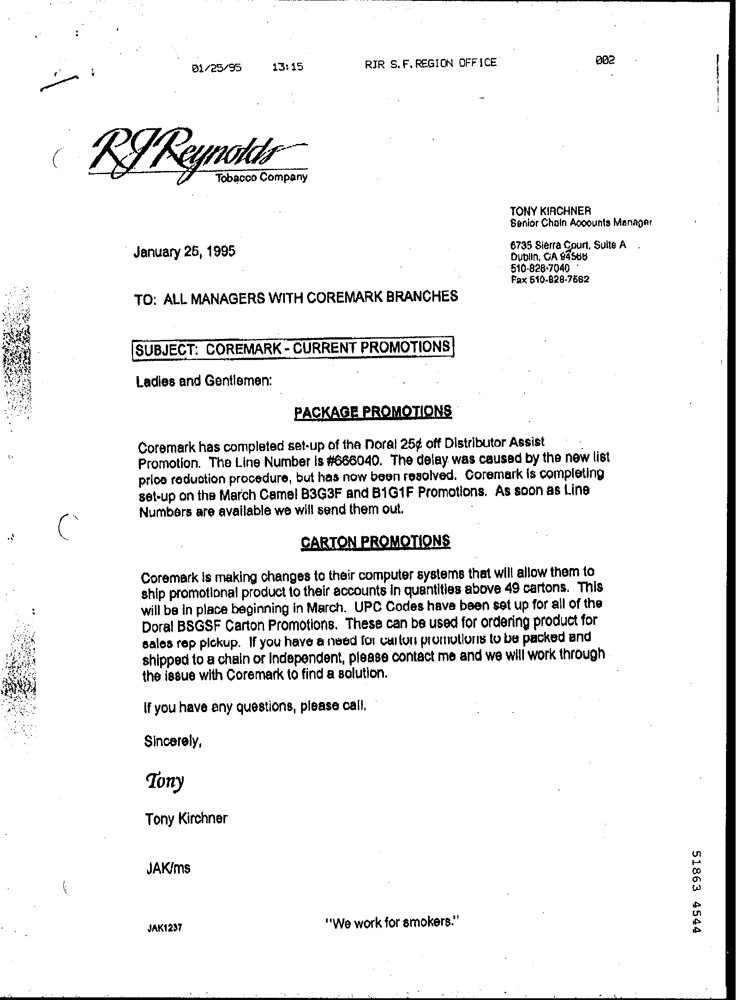 01/25/95 13:15 RJR S.F.REGION OFFICE 002
RJReynolds
Tobacco Company
TONY KIRCHNER
Senior Chain Accounts Manager
6735 Sierra Court, Suite A
Dublin, CA 94568
510-828-7040
Fax 510-828-7562
January 25, 1995
TO: ALL MANAGERS WITH COREMARK BRANCHES
SUBJECT: COREMARK - CURRENT PROMOTIONS
Ladies and Gentlemen:
PACKAGE PROMOTIONS
Coremark has completed set-up of the Doral 25¢ off Distributor Assist
Promotion. The Line Number is #666040. The delay was caused by the new list
price reduction procedure, but has now been resolved. Coremark is completing
set-up on the March Camel B3G3F and B1G1F Promotions. As soon as Line
Numbers are available we will send them out.
CARTON PROMOTIONS
Coremark is making changes to their computer systems that will allow them to
ship promotional product to their accounts in quantities above 49 cartons. This
will be in place beginning in March. UPC Codes have been set up for all of the
Doral B5G5F Carton Promotions. These can be used for ordering product for
sales rep pickup. If you have a need for carton promotions to be packed and
shipped to a chain or independent, please contact me and we will work through
the issue with Coremark to find a solution.
If you have any questions, please call.
Sincerely,
Tony
Tony Kirchner
JAK/ms
JAK1237
"We work for smokers."
51863 4544